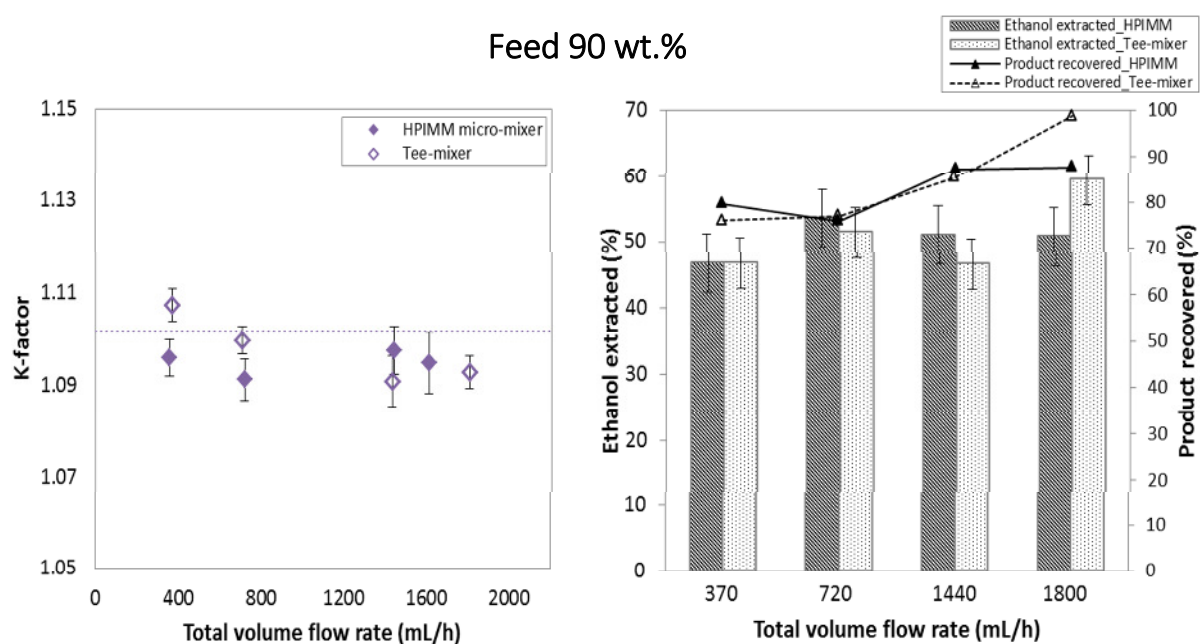 Feed 90 wt.%
K-factor
1.15
1.13
1.11
1.09
1.07
1.05
0
400
800
1200
1600
2000
Total volume flow rate (mL/h)
HPIMM micro-mixer
Tee-mixer
Ethanol extracted_HPIMM
Ethanol extracted_Tee-mixer
Product recovered_HPIMM
Product recovered_Tee-mixer
Ethanol extracted (%)
70
60
50
40
30
20
10
0
370
720
1440
1800
Total volume flow rate (mL/h)
100
90
80
70
60
50
40
30
20
10
0
Product recovered (%)